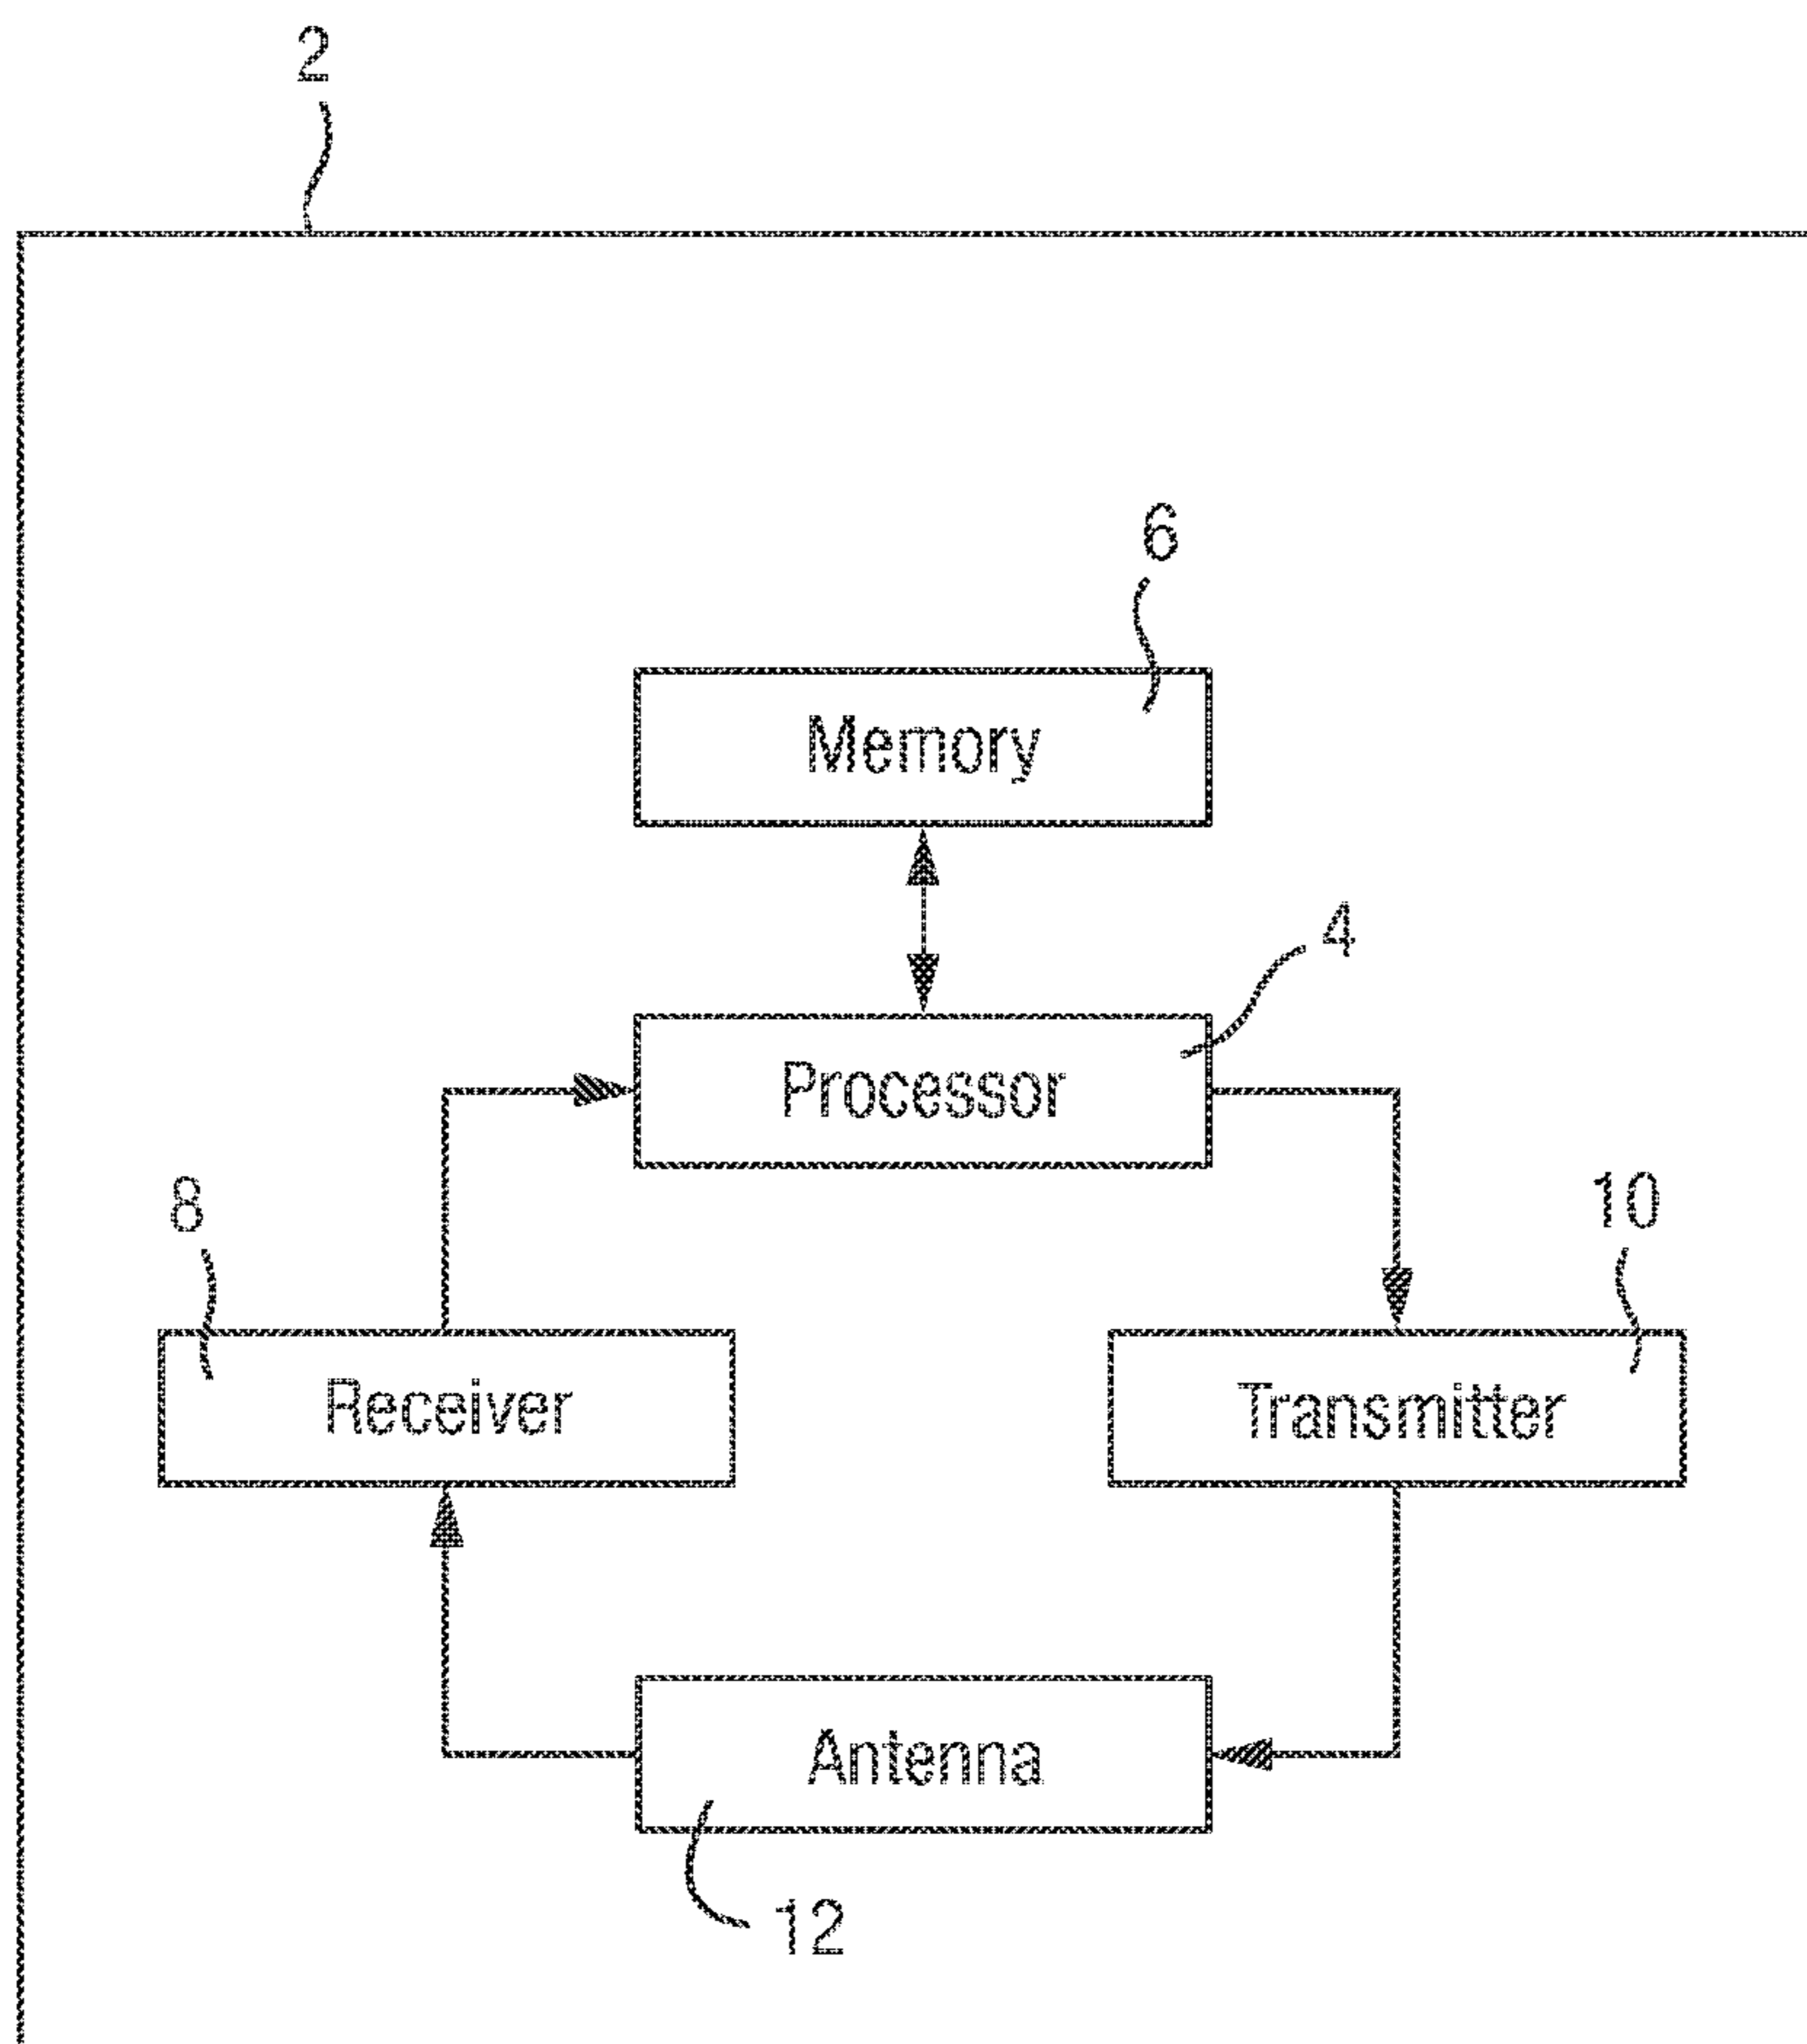 2
6
Memory
4
Processor
8
10
Receiver
Transmitter
Antenna
12